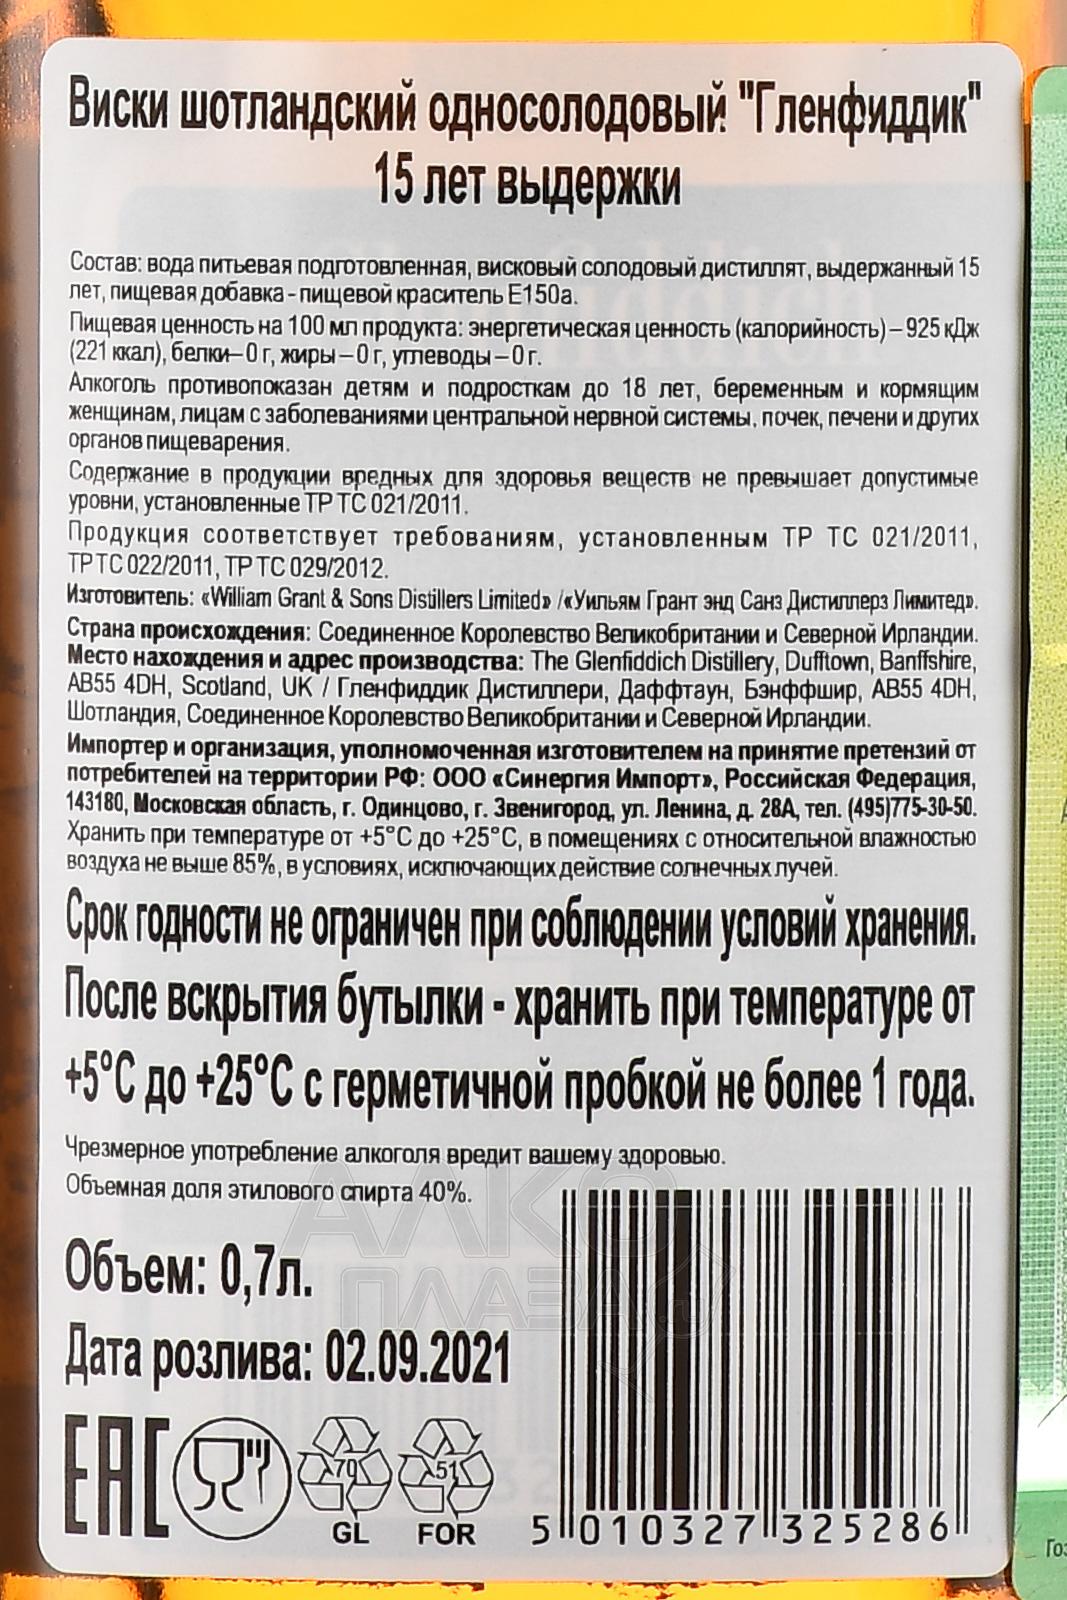 Виски шотландский односолодовый "Гленфиддик"
15 лет выдержки
Состав: вода питьевая подготовленная, висковый солодовый дистиллят, выдержанный 15
лет, пищевая добавка - пищевой краситель Е150а.
Пищевая ценность на 100 мл продукта: энергетическая ценность (калорийность) – 925 кДж
(221 ккал), белки– 0 г, жиры – 0 г, углеводы – 0 г.
Алкоголь противопоказан детям и подросткам до 18 лет, беременным и кормящим
женщинам, лицам с заболеваниями центральной нервной системы, почек, печени и других
органов пищеварения.
Содержание в продукции вредных для здоровья веществ не превышает допустимые
уровни, установленные ТР ТС 021/2011.
Продукция соответствует требованиям, установленным ТР ТС 021/2011,
ТР ТС 022/2011, ТР ТС 029/2012.
Изготовитель: «William Grant & Sons Distillers Limited» /«Уильям Грант энд Санз Дистиллерз Лимитед».
Страна происхождения: Соединенное Королевство Великобритании и Северной Ирландии.
Место нахождения и адрес производства: The Glenfiddich Distillery, Dufftown, Banffshire,
AB55 4DH, Scotland, UK / Гленфиддик Дистиллери, Даффтаун, Бэнффшир, AB55 4DH,
Шотландия, Соединенное Королевство Великобритании и Северной Ирландии.
Импортер и организация, уполномоченная изготовителем на принятие претензий от
потребителей на территории РФ: ООО «Синергия Импорт», Российская Федерация,
143180, Московская область, г. Одинцово, г. Звенигород, ул. Ленина, д. 28А, тел. (495)775-30-50.
Хранить при температуре от +5°С до +25°С, в помещениях с относительной влажностью
воздуха не выше 85%, в условиях, исключающих действие солнечных лучей.
Срок годности не ограничен при соблюдении условий хранения.
После вскрытия бутылки - хранить при температуре от
+5°С до +25°С с герметичной пробкой не более 1 года.
Чрезмерное употребление алкоголя вредит вашему здоровью.
Объемная доля этилового спирта 40%.
АЛКО
ПЛАЗА.ru
Объем: 0,7л.
Дата розлива: 02.09.2021
EAC
70
GL
51
FOR
5 010327 325286